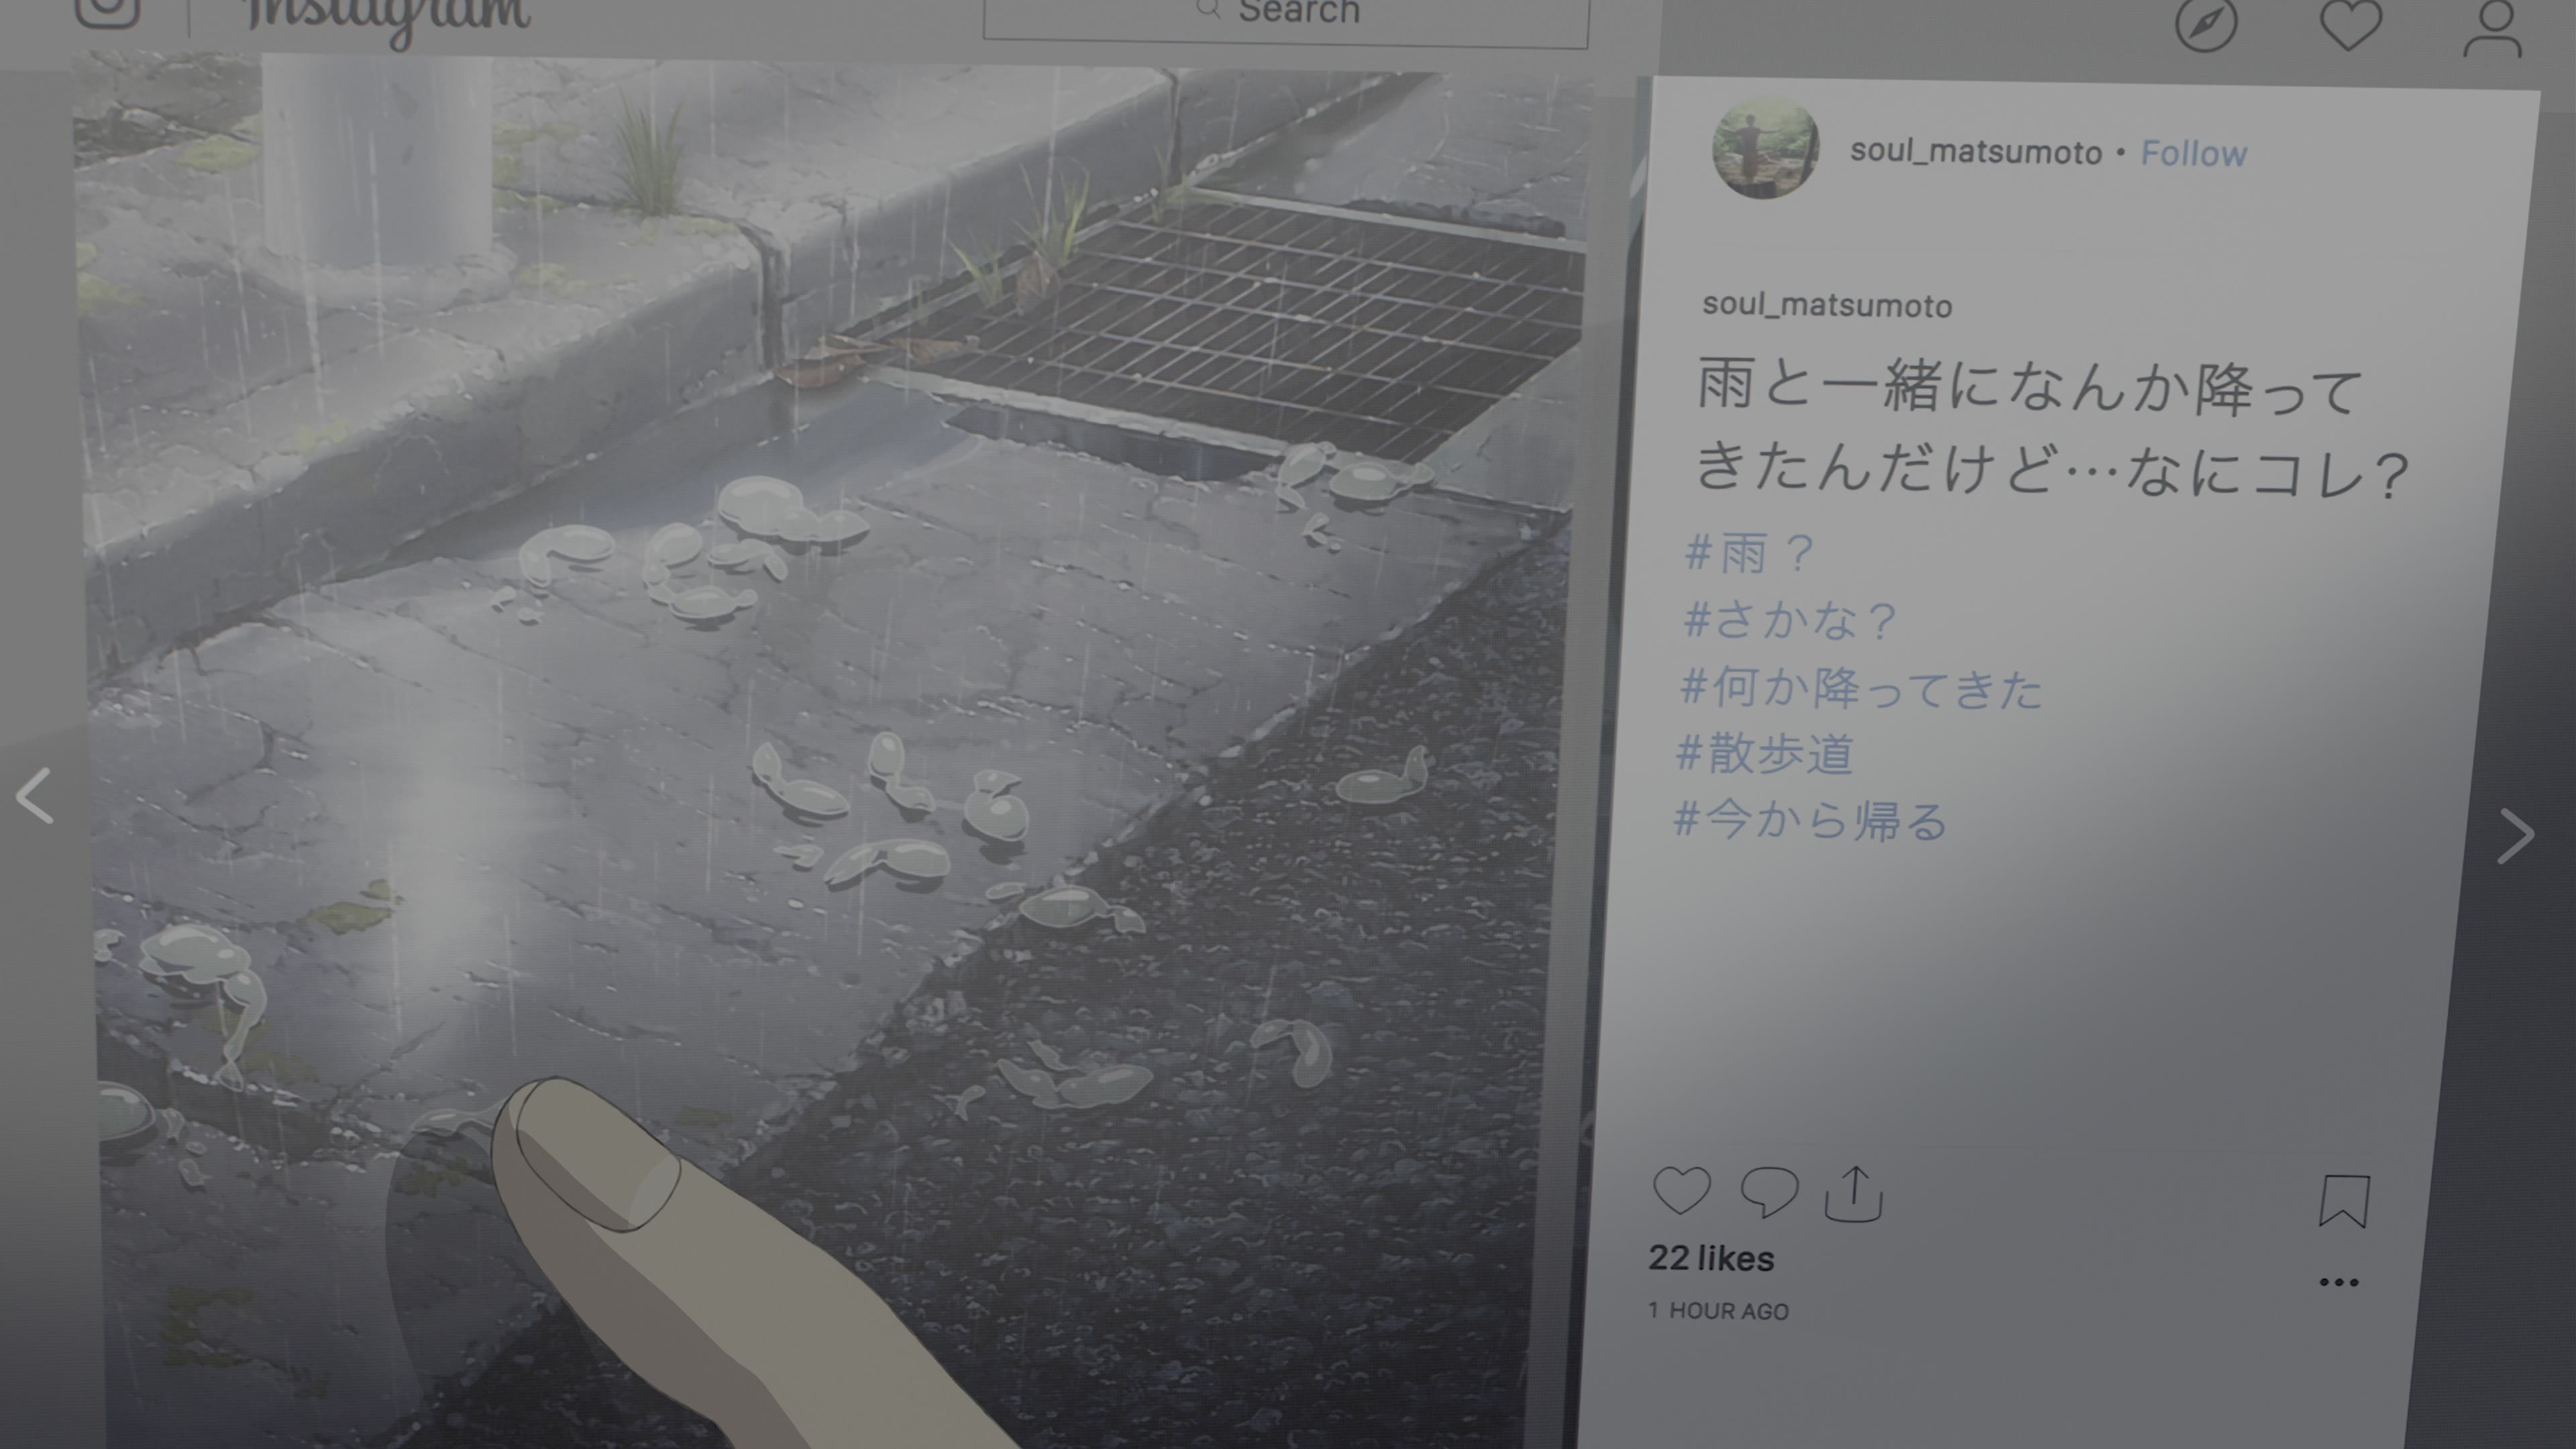 Instagram
Search
soul_matsumoto • Follow
soul_matsumoto
雨と一緒になんか降って
きたんだけど…なにコレ？
#雨？
#さかな？
#何か降ってきた
#散歩道
#今から帰る
22 likes
1 HOUR AGO